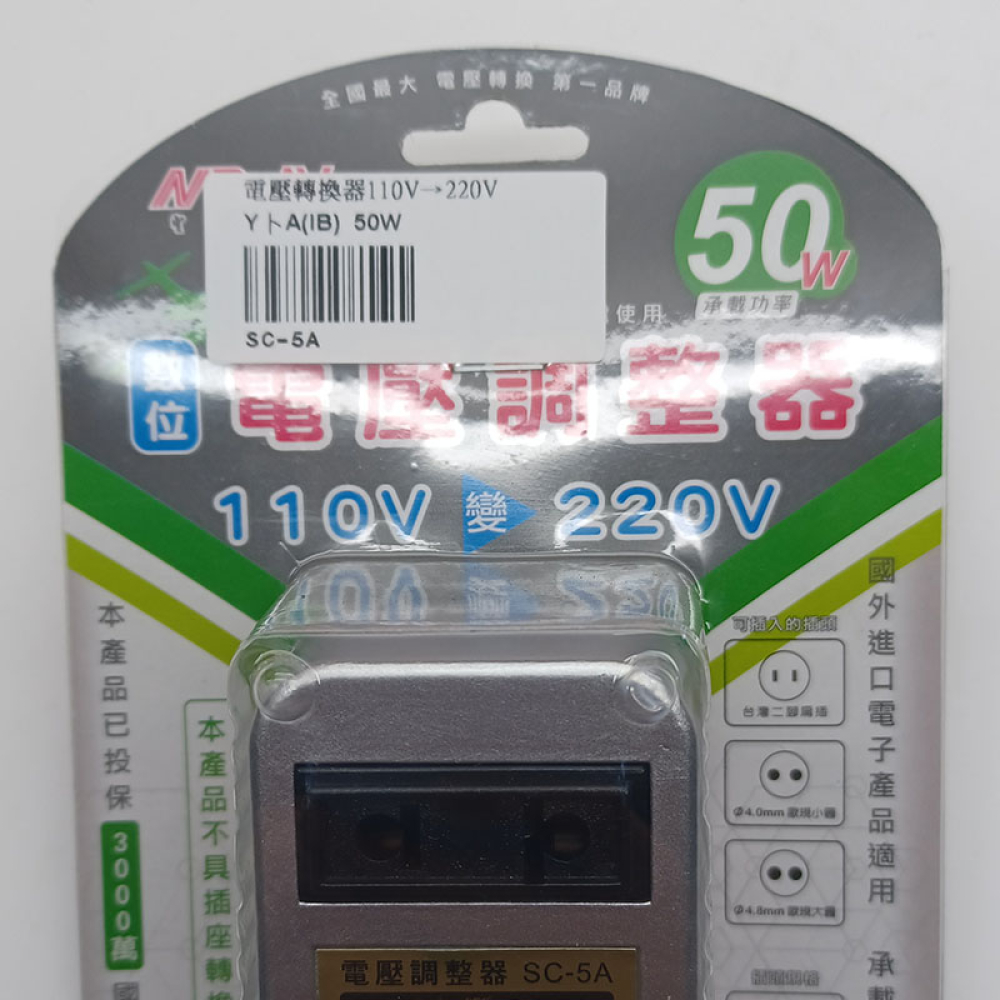 全國最大 電壓轉換 第一品牌
電壓轉換器110V→220V
Y卜A(IB) 50W
SC-5A
50W
承載功率
使用
數位
電壓調整器
110V 變 220V
本產品已投保3000萬
本產品不具插座轉
可插入的插頭
台灣二腳扁插
Φ4.0mm 歐規小圓
Φ4.8mm 歐規大圓
國外進口電子產品適用 承載
電壓調整器 SC-5A